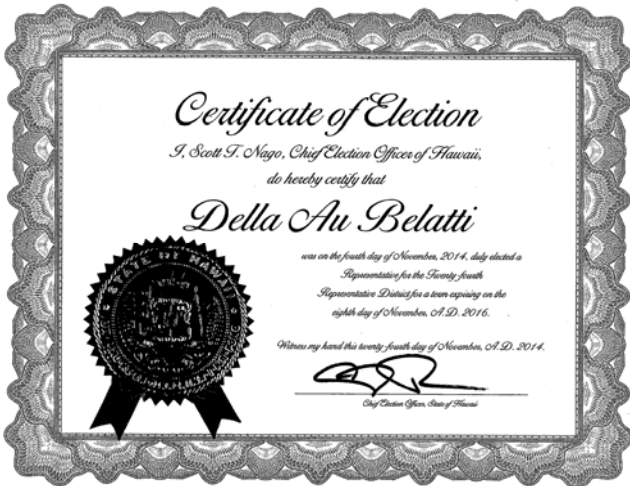 Certificate of Election
I, Scott T. Nago, Chief Election Officer of Hawaii,
do hereby certify that
Della Au Belatti
was on the fourth day of November, 2014, duly elected a
Representative for the Twenty-fourth
Representative District for a term expiring on the
eighth day of November, A.D. 2016.
Witness my hand this twenty-fourth day of November, A.D. 2014.
Chief Election Officer, State of Hawaii
STATE OF HAWAII